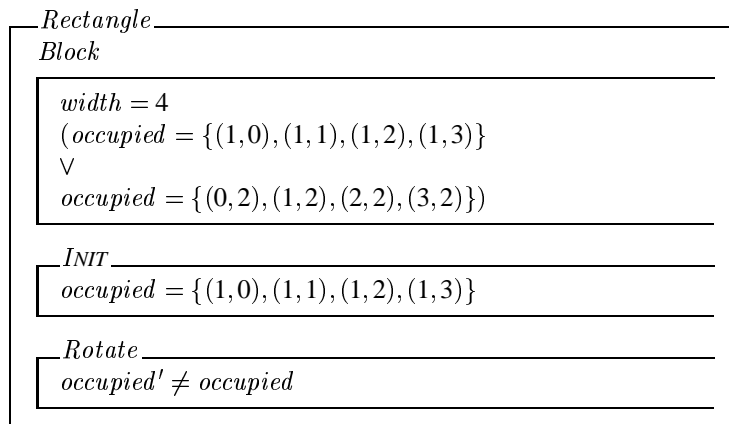 Rectangle
Block
width = 4
(occupied = {(1,0),(1,1),(1,2),(1,3)}
∨
occupied = {(0,2),(1,2),(2,2),(3,2)})
INIT
occupied = {(1,0),(1,1),(1,2),(1,3)}
Rotate
occupied′ ≠ occupied